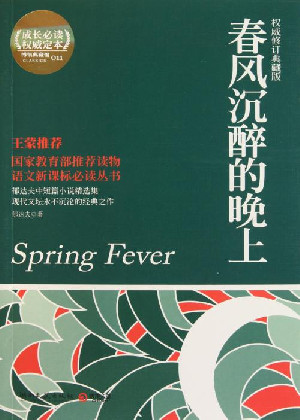 成长必读
权威定本
011
权威修订典藏版
春风沉醉的晚上
王蒙推荐
国家教育部推荐读物
语文新课标必读丛书
郁达夫中短篇小说精选集
现代文坛永不沉沦的经典之作
郁达夫◎著
Spring Fever